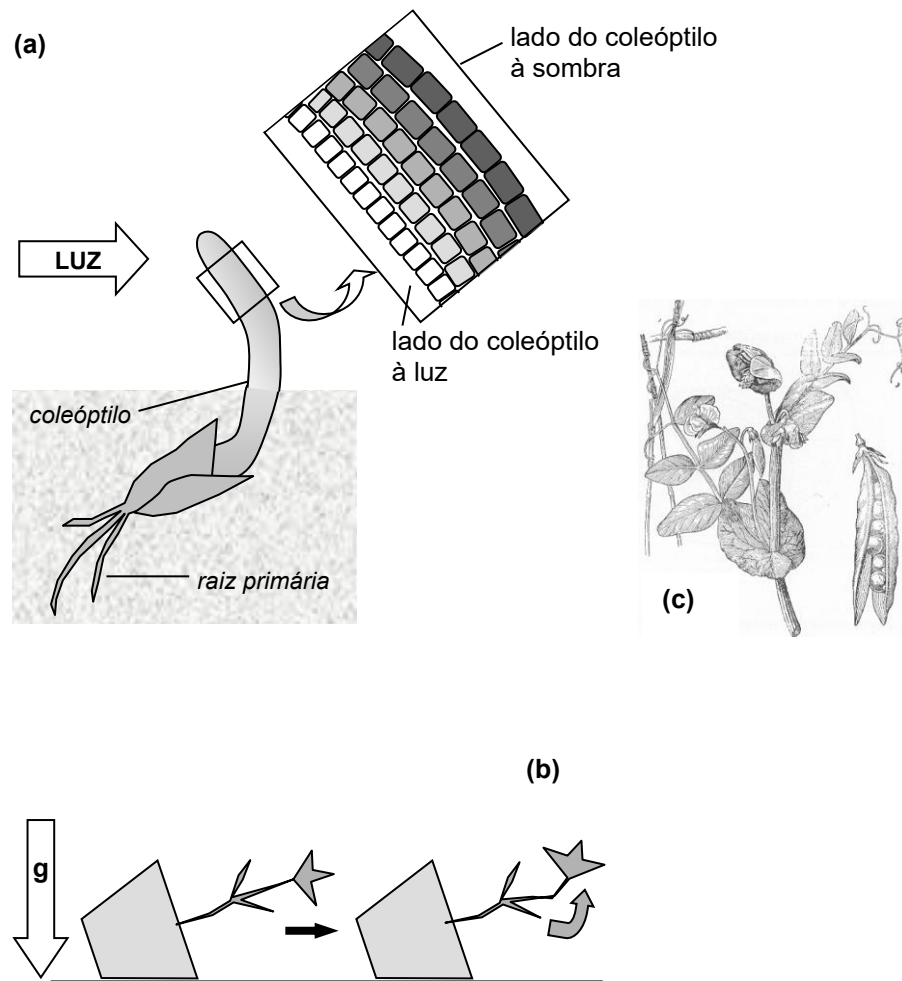 (a)
lado do coleóptilo
à sombra
LUZ
lado do coleóptilo
à luz
coleóptilo
raiz primária
(c)
(b)
g